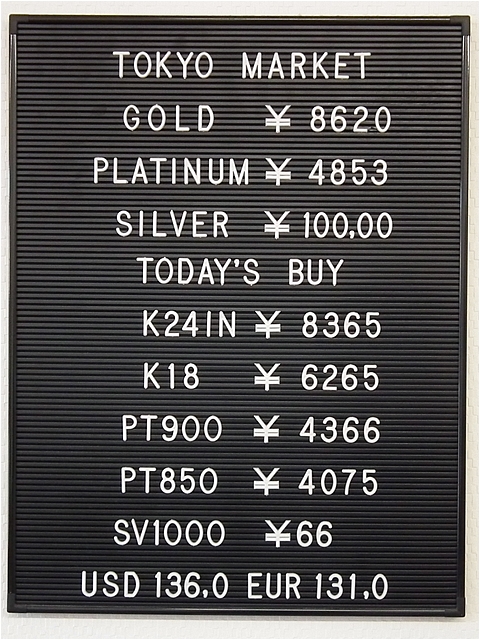 TOKYO MARKET
GOLD ¥ 8620
PLATINUM ¥ 4853
SILVER ¥ 100,00
TODAY'S BUY
K24IN ¥ 8365
K18 ¥ 6265
PT900 ¥ 4366
PT850 ¥ 4075
SV1000 ¥66
USD 136,0 EUR 131,0